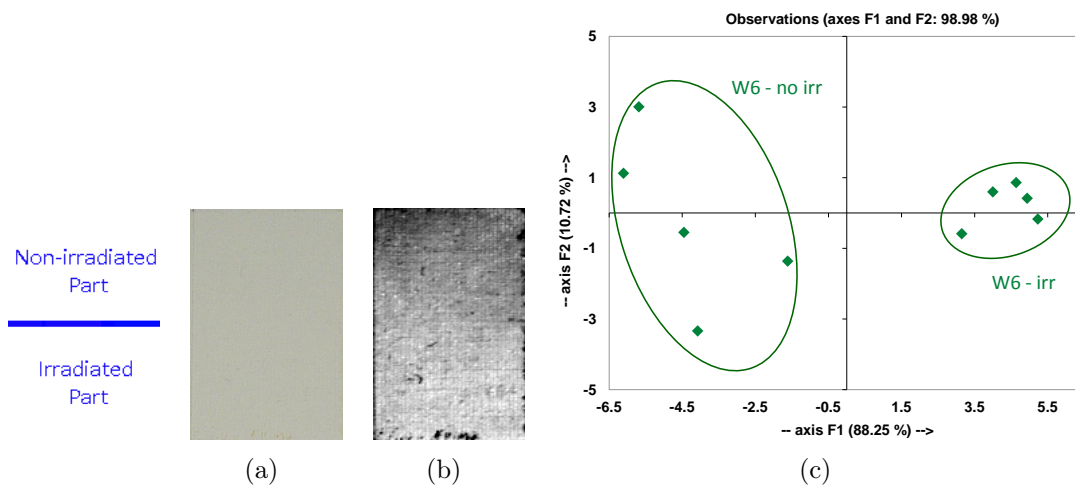 Non-irradiated
Part
Irradiated
Part
(a)
(b)
Observations (axes F1 and F2: 98.98 %)
-- axis F2 (10.72 %) -->
5
3
1
-1
-3
-5
W6 - no irr
W6 - irr
-6.5 -4.5 -2.5 -0.5 1.5 3.5 5.5
-- axis F1 (88.25 %) -->
(c)